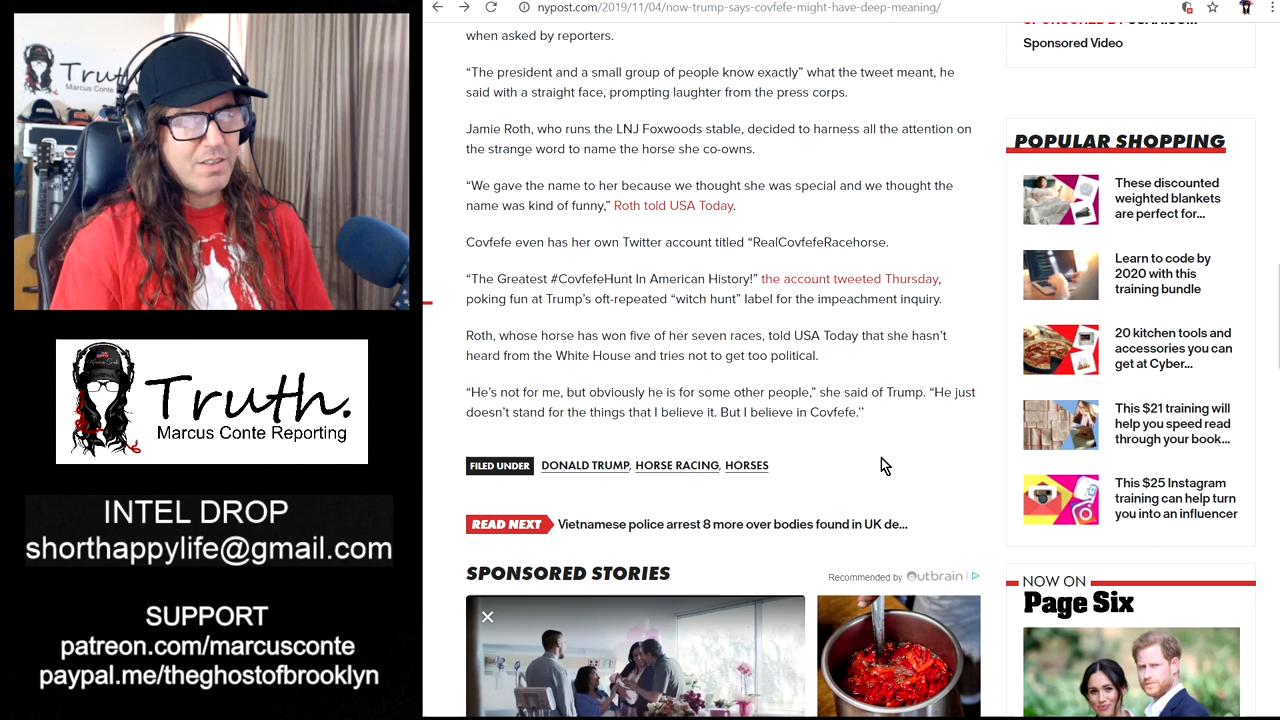 nypost.com/2019/11/04/now-trump-says-covfefe-might-have-deep-meaning/
Truth
Marcus Conte
Truth.
Marcus Conte Reporting
INTEL DROP
shorthappylife@gmail.com
SUPPORT
patreon.com/marcusconte
paypal.me/theghostofbrooklyn
when asked by reporters.
“The president and a small group of people know exactly” what the tweet meant, he
said with a straight face, prompting laughter from the press corps.
Jamie Roth, who runs the LNJ Foxwoods stable, decided to harness all the attention on
the strange word to name the horse she co-owns.
“We gave the name to her because we thought she was special and we thought the
name was kind of funny,” Roth told USA Today.
Covfefe even has her own Twitter account titled “RealCovfefeRacehorse.
“The Greatest #CovfefeHunt In American History!” the account tweeted Thursday,
poking fun at Trump’s oft-repeated “witch hunt” label for the impeachment inquiry.
Roth, whose horse has won five of her seven races, told USA Today that she hasn’t
heard from the White House and tries not to get too political.
“He’s not for me, but obviously he is for some other people,” she said of Trump. “He just
doesn’t stand for the things that I believe it. But I believe in Covfefe.’’
FILED UNDER DONALD TRUMP, HORSE RACING, HORSES
READ NEXT Vietnamese police arrest 8 more over bodies found in UK de...
SPONSORED STORIES
Recommended by Outbrain
Sponsored Video
POPULAR SHOPPING
These discounted
weighted blankets
are perfect for...
Learn to code by
2020 with this
training bundle
20 kitchen tools and
accessories you can
get at Cyber...
This $21 training will
help you speed read
through your book...
This $25 Instagram
training can help turn
you into an influencer
NOW ON
Page Six